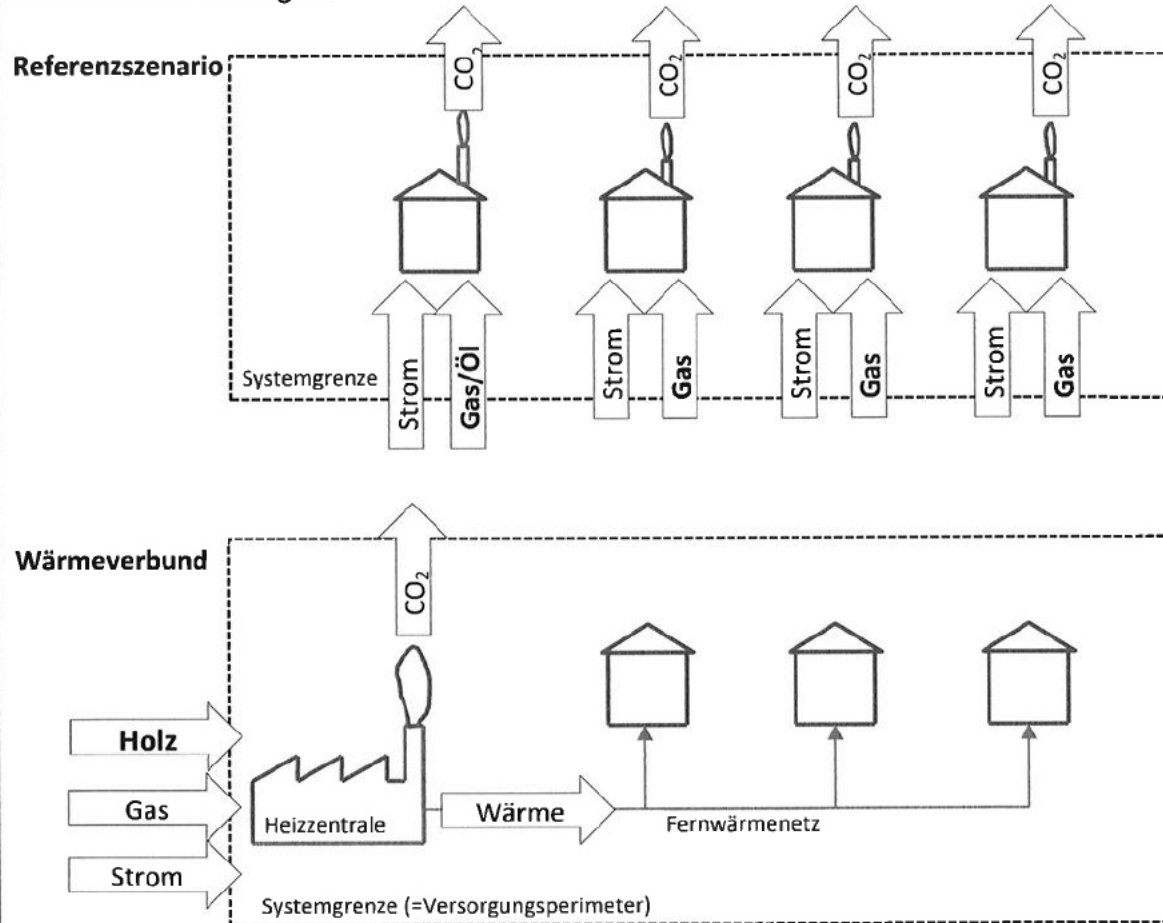 Referenzszenario
CO₂ CO₂ CO₂ CO₂
Strom Gas/Öl Strom Gas Strom Gas Strom Gas
Systemgrenze
Wärmeverbund
CO₂
Holz
Gas
Strom
Heizzentrale
Wärme
Fernwärmenetz
Systemgrenze (=Versorgungsperimeter)